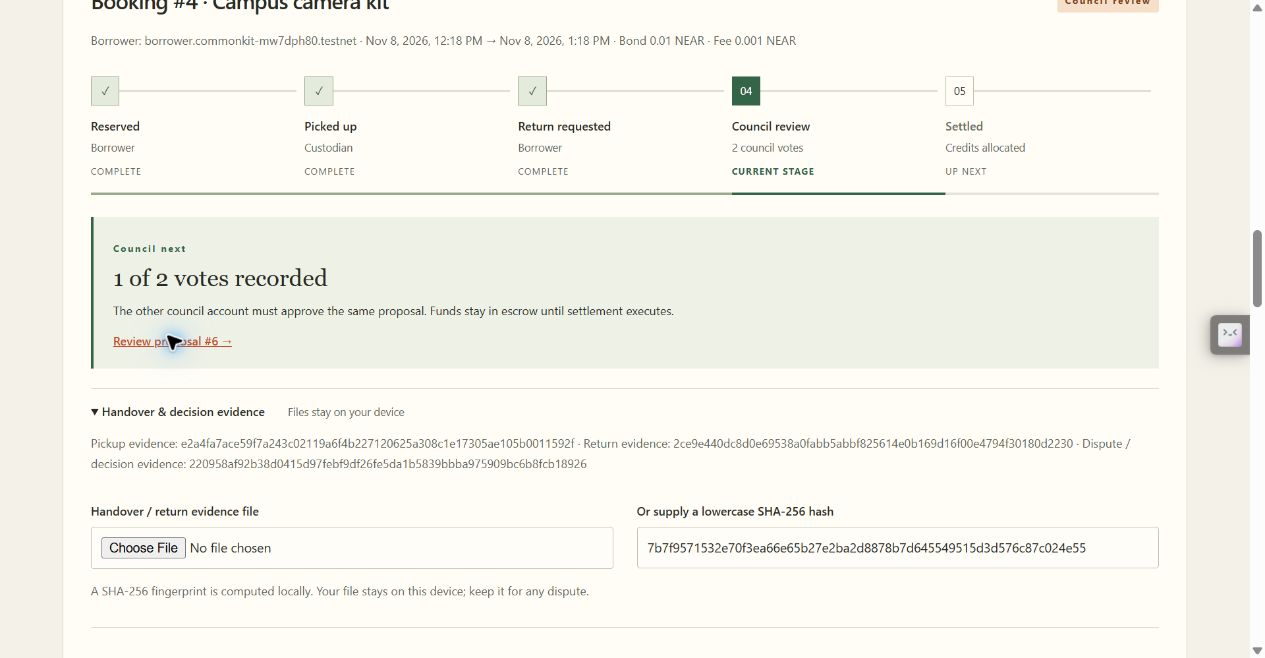 Booking #4 · Campus camera kit
Council review
Borrower: borrower.commonkit-mw7dph80.testnet · Nov 8, 2026, 12:18 PM → Nov 8, 2026, 1:18 PM · Bond 0.01 NEAR · Fee 0.001 NEAR
✓ ✓ ✓ 04 05
Reserved Picked up Return requested Council review Settled
Borrower Custodian Borrower 2 council votes Credits allocated
COMPLETE COMPLETE COMPLETE CURRENT STAGE UP NEXT
Council next
1 of 2 votes recorded
The other council account must approve the same proposal. Funds stay in escrow until settlement executes.
Review proposal #6 →
▼ Handover & decision evidence Files stay on your device
Pickup evidence: e2a4fa7ace59f7a243c02119a6f4b227120625a308c1e17305ae105b0011592f · Return evidence: 2ce9e440dc8d0e69538a0fabb5abbf825614e0b169d16f00e4794f30180d2230 · Dispute /
decision evidence: 220958af92b38d0415d97febf9df26fe5da1b5839bbba975909bc6b8fcb18926
Handover / return evidence file Or supply a lowercase SHA-256 hash
Choose File No file chosen 7b7f9571532e70f3ea66e65b27e2ba2d8878b7d645549515d3d576c87c024e55
A SHA-256 fingerprint is computed locally. Your file stays on this device; keep it for any dispute.